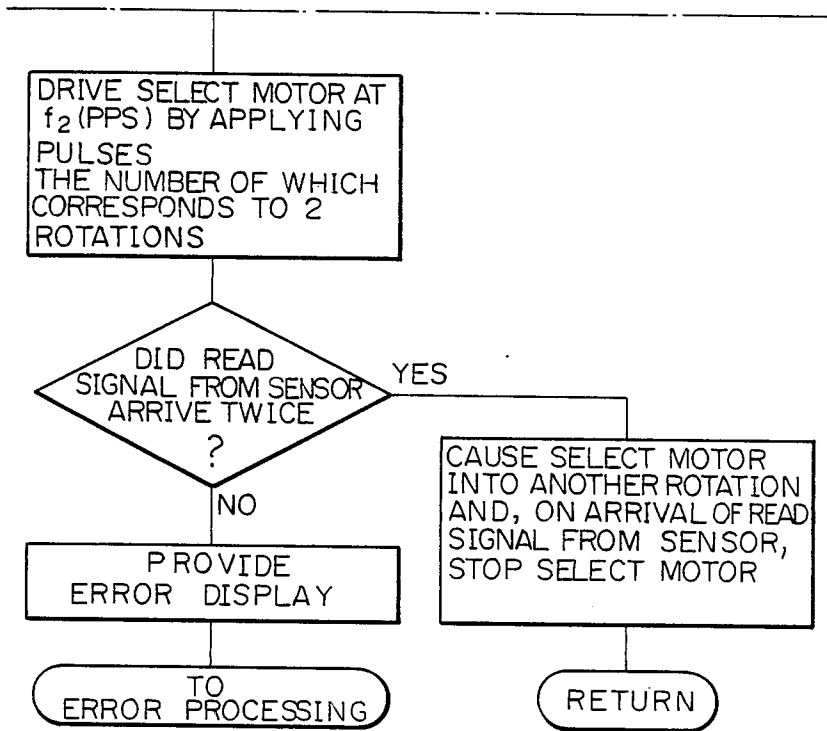 DRIVE SELECT MOTOR AT
f₂(PPS) BY APPLYING
PULSES
THE NUMBER OF WHICH
CORRESPONDS TO 2
ROTATIONS
DID READ
SIGNAL FROM SENSOR
ARRIVE TWICE
?
YES
NO
CAUSE SELECT MOTOR
INTO ANOTHER ROTATION
AND, ON ARRIVAL OF READ
SIGNAL FROM SENSOR,
STOP SELECT MOTOR
PROVIDE
ERROR DISPLAY
TO
ERROR PROCESSING
RETURN